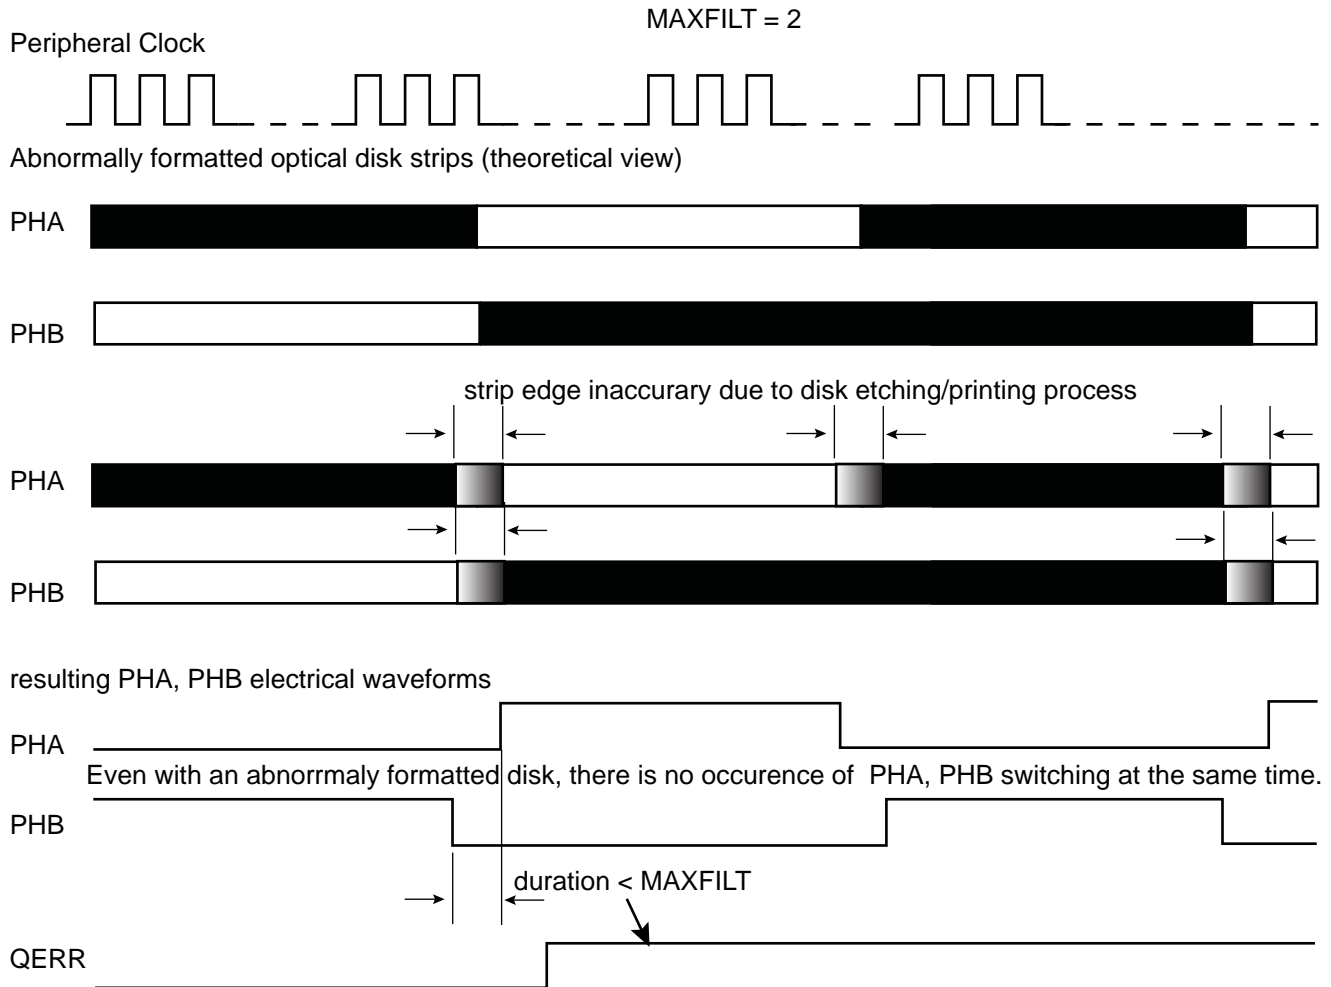 MAXFILT = 2
Peripheral Clock
Abnormally formatted optical disk strips (theoretical view)
PHA
PHB
strip edge inaccurary due to disk etching/printing process
PHA
PHB
resulting PHA, PHB electrical waveforms
PHA
Even with an abnorrmaly formatted disk, there is no occurence of PHA, PHB switching at the same time.
PHB
duration < MAXFILT
QERR